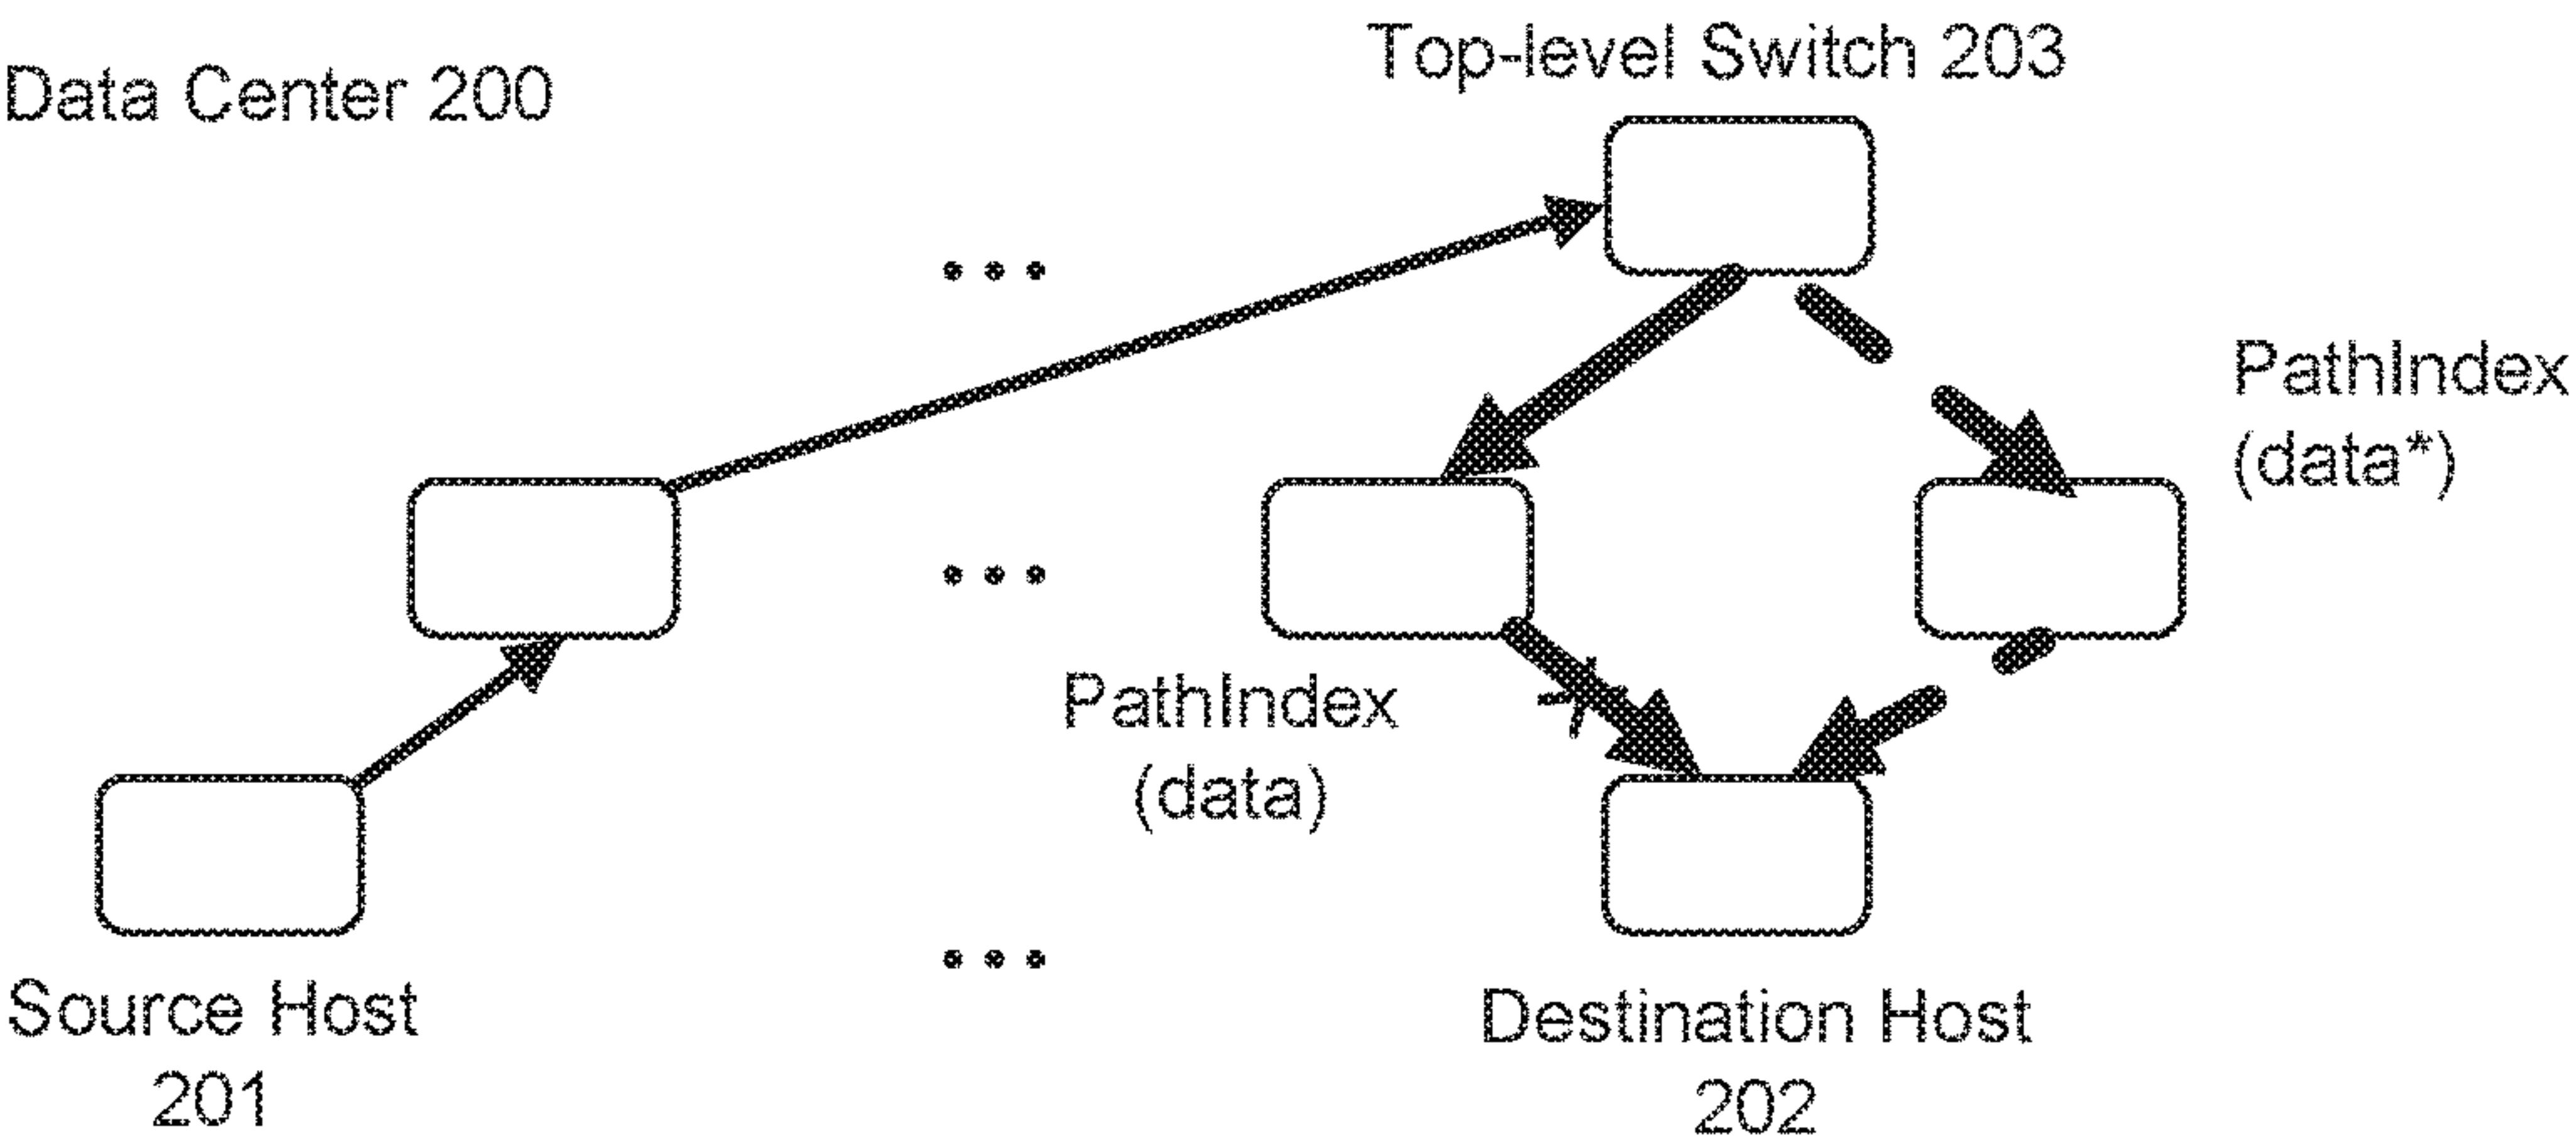 Data Center 200
Top-level Switch 203
PathIndex
(data*)
PathIndex
(data)
Source Host
201
Destination Host
202